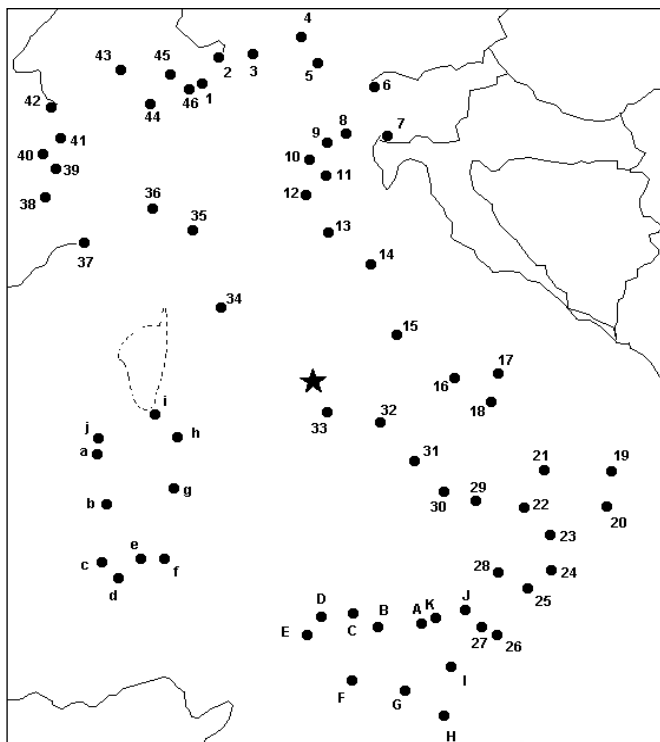 4
43 45 2 3 5
42 46 1 6
44
41 9 8 7
40 10
39 11
38 36 12
35 13
37 14
34
15
17
16
i 18
j h 33 32
a 31 21 19
g
b 30 29 22 20
23
e
c f 28 24
d J 25
D A K
B
E C 27 26
F I
G
H